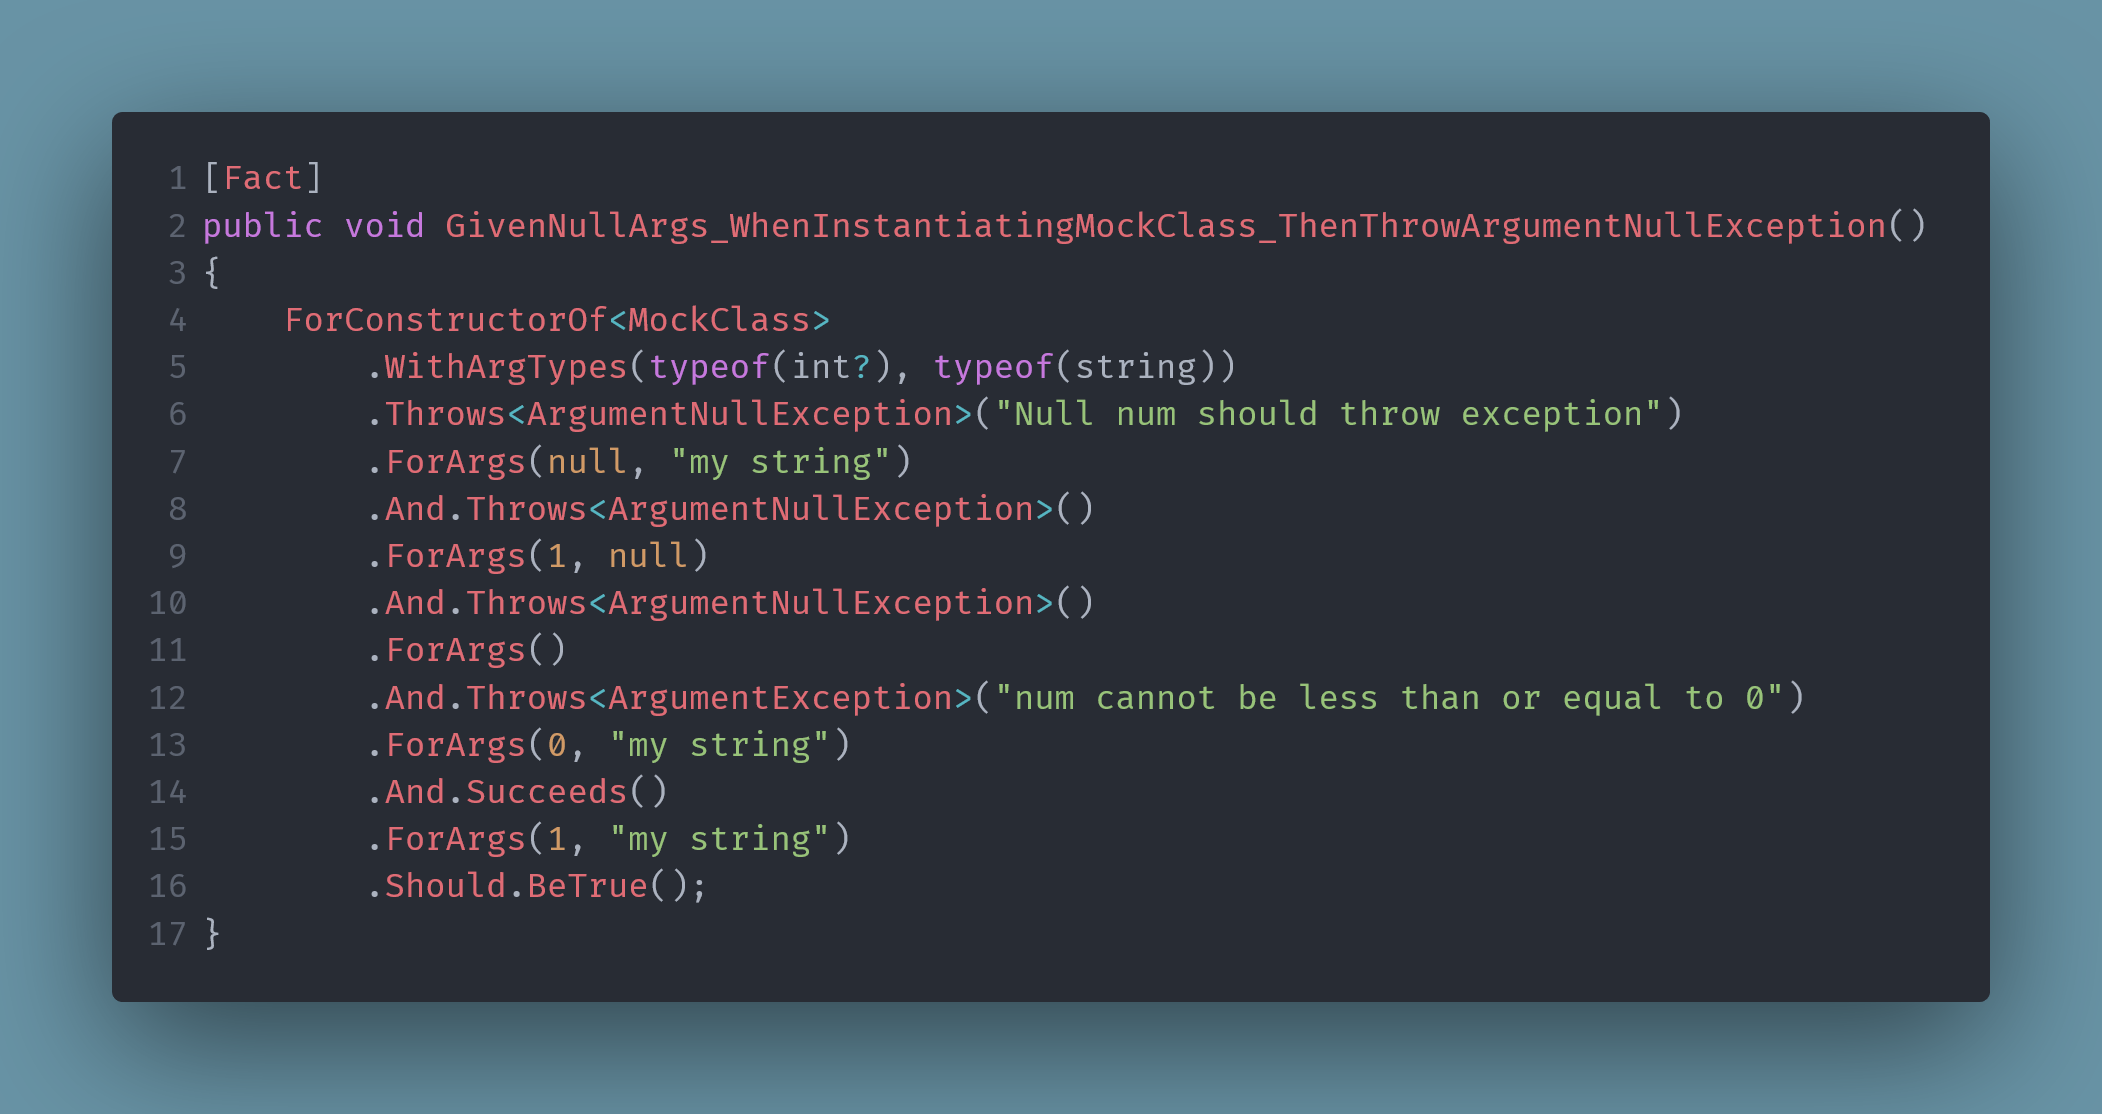 1 [Fact]
2 public void GivenNullArgs_WhenInstantiatingMockClass_ThenThrowArgumentNullException()
3 {
4     ForConstructorOf<MockClass>
5         .WithArgTypes(typeof(int?), typeof(string))
6         .Throws<ArgumentNullException>("Null num should throw exception")
7         .ForArgs(null, "my string")
8         .And.Throws<ArgumentNullException>()
9         .ForArgs(1, null)
10         .And.Throws<ArgumentNullException>()
11         .ForArgs()
12         .And.Throws<ArgumentException>("num cannot be less than or equal to 0")
13         .ForArgs(0, "my string")
14         .And.Succeeds()
15         .ForArgs(1, "my string")
16         .Should.BeTrue();
17 }